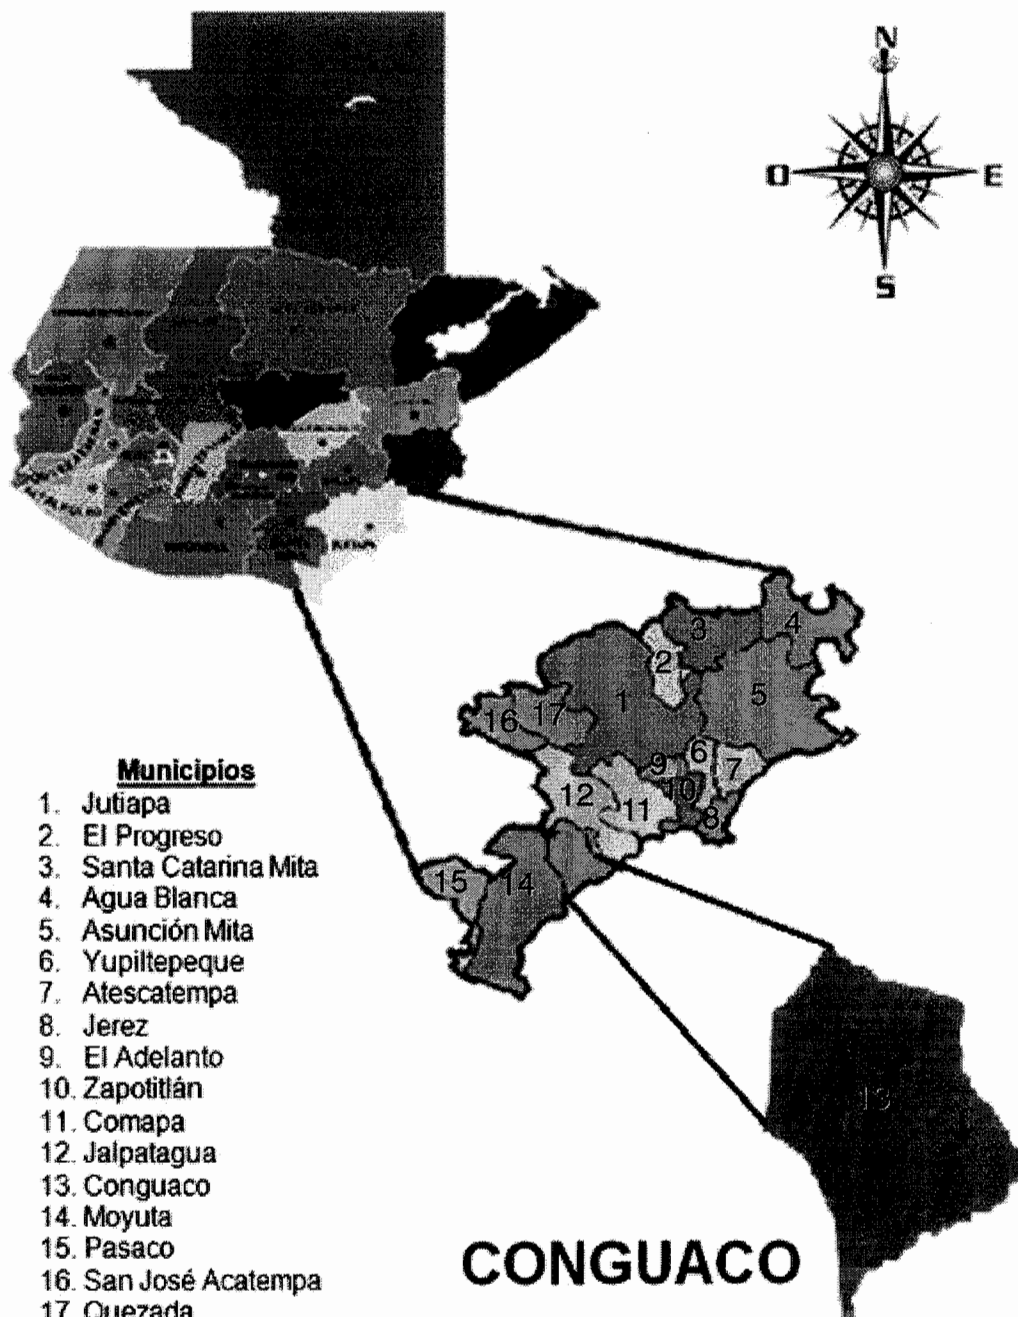 N
O
E
S
3
4
2
1
5
17
16
6
9
7
10
12
11
8
15
14
13
Municipios
1. Jutiapa
2. El Progreso
3. Santa Catarina Mita
4. Agua Blanca
5. Asunción Mita
6. Yupiltepeque
7. Atescatempa
8. Jerez
9. El Adelanto
10. Zapotitlán
11. Comapa
12. Jalpatagua
13. Conguaco
14. Moyuta
15. Pasaco
16. San José Acatempa
17. Quezada
CONGUACO